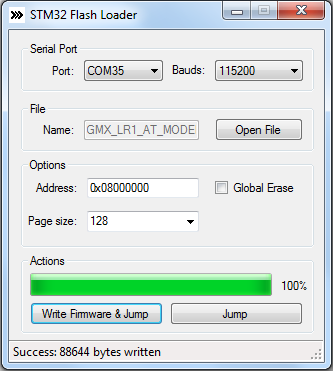 STM32 Flash Loader
Serial Port
Port: COM35 Bauds: 115200
File
Name: GMX_LR1_AT_MODE Open File
Options
Address: 0x08000000 Global Erase
Page size: 128
Actions
100%
Write Firmware & Jump Jump
Success: 88644 bytes written